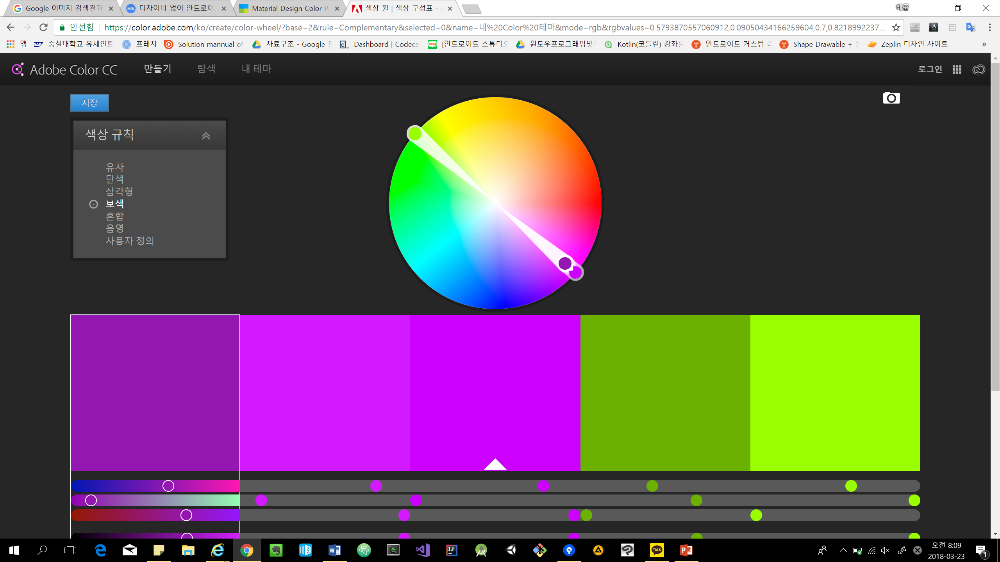 Google 이미지 검색결과
MIN 디자이너 없이 안드로이드
Material Design Color P
색상 휠 | 색상 구성표 - A
혜준
안전함 https://color.adobe.com/ko/create/color-wheel/?base=2&rule=Complementary&selected=0&name=내%20Color%20테마&mode=rgb&rgbvalues=0.5793870557060912,0.09050434166259604,0.7,0.8218992237...
앱 SAP 숭실대학교 유세인트 프레지 Solution mannual of 자료구조 - Google 드 Dashboard | Codecac [안드로이드 스튜디오 윈도우프로그래밍및실 Kotlin(코틀린) 강좌를 안드로이드 커스텀 Shape Drawable + Zeplin 디자인 사이트 »
Adobe Color CC 만들기 탐색 내 테마 로그인
저장
색상 규칙
유사
단색
삼각형
보색
혼합
음영
사용자 정의
오전 8:09
2018-03-23
1